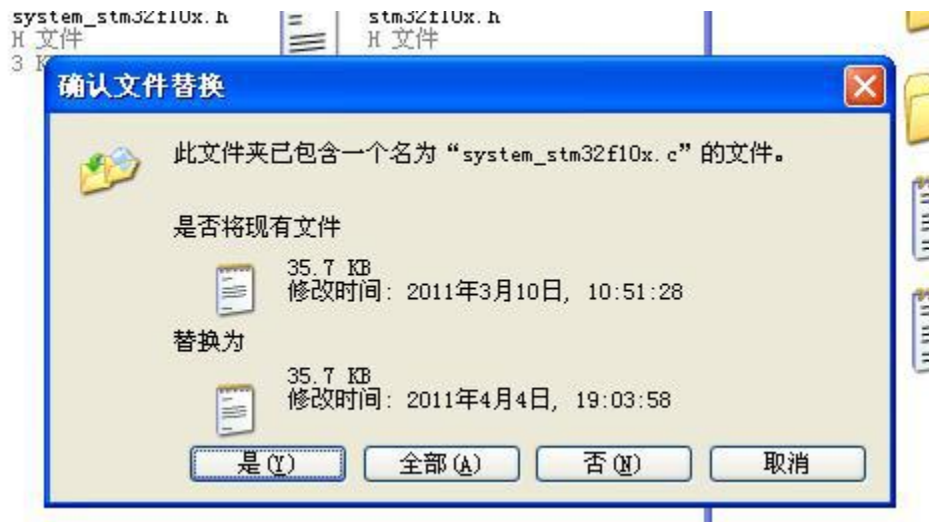 system_stm32f10x.h
H 文件
3 K
stm32f10x.h
H 文件
确认文件替换
此文件夹已包含一个名为“system_stm32f10x.c”的文件。
是否将现有文件
35.7 KB
修改时间: 2011年3月10日, 10:51:28
替换为
35.7 KB
修改时间: 2011年4月4日, 19:03:58
是(Y)
全部(A)
否(N)
取消